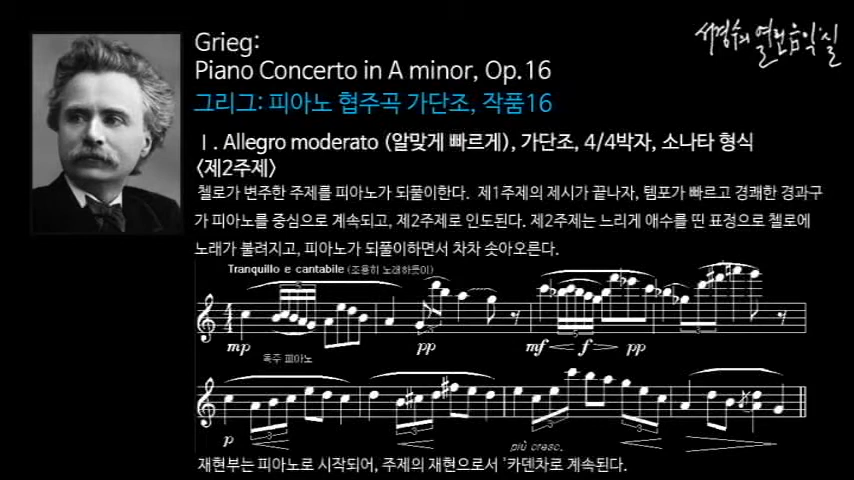 Grieg:
서경수의 열린음악실
Piano Concerto in A minor, Op.16
그리그: 피아노 협주곡 가단조, 작품16
Ⅰ. Allegro moderato (알맞게 빠르게), 가단조, 4/4박자, 소나타 형식
<제2주제>
첼로가 변주한 주제를 피아노가 되풀이한다. 제1주제의 제시가 끝나자, 템포가 빠르고 경쾌한 경과구
가 피아노를 중심으로 계속되고, 제2주제로 인도된다. 제2주제는 느리게 애수를 띤 표정으로 첼로에
노래가 불려지고, 피아노가 되풀이하면서 차차 솟아오른다.
Tranquillo e cantabile (조용히 노래하듯이)
4
4
5
3
mp
pp
mf
f
pp
독주 피아노
3
3
3
3
p
più cresc.
재현부는 피아노로 시작되어, 주제의 재현으로서 '카덴차로 계속된다.